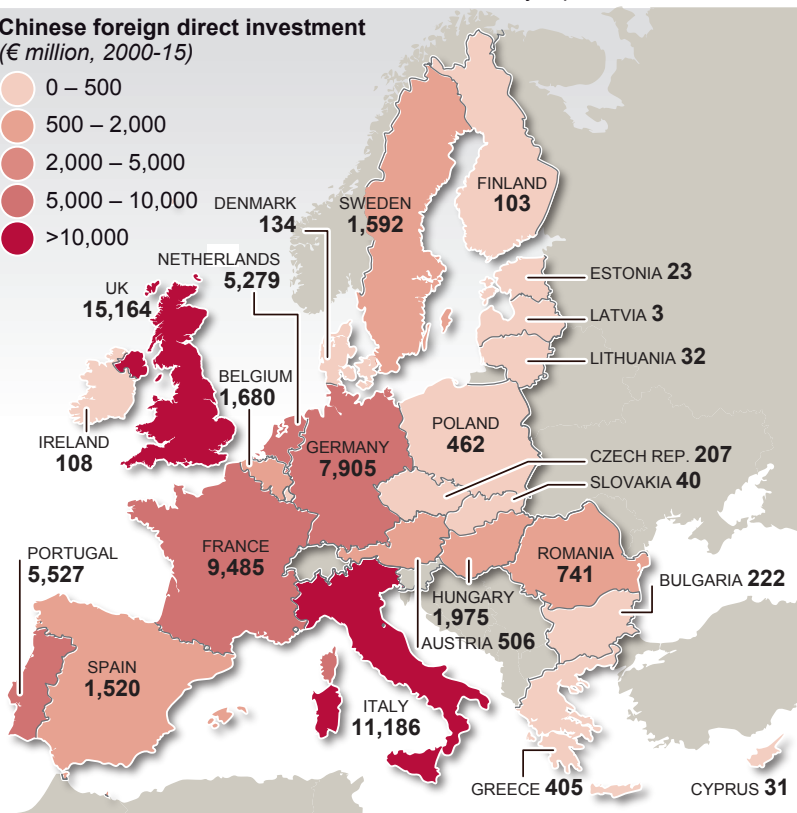 Chinese foreign direct investment
(€ million, 2000-15)
0 – 500
500 – 2,000
2,000 – 5,000
5,000 – 10,000
>10,000
DENMARK
134
SWEDEN
1,592
FINLAND
103
NETHERLANDS
5,279
UK
15,164
ESTONIA 23
LATVIA 3
LITHUANIA 32
BELGIUM
1,680
IRELAND
108
GERMANY
7,905
POLAND
462
CZECH REP. 207
SLOVAKIA 40
PORTUGAL
5,527
FRANCE
9,485
ROMANIA
741
BULGARIA 222
HUNGARY
1,975
AUSTRIA 506
SPAIN
1,520
ITALY
11,186
GREECE 405
CYPRUS 31